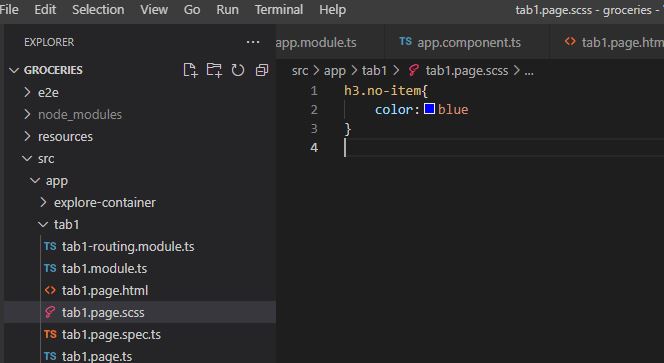 File Edit Selection View Go Run Terminal Help
tab1.page.scss - groceries -
EXPLORER ...
app.module.ts app.component.ts tab1.page.htm
GROCERIES
src > app > tab1 > tab1.page.scss > ...
e2e
node_modules
resources
src
app
explore-container
tab1
TS tab1-routing.module.ts
TS tab1.module.ts
<> tab1.page.html
tab1.page.scss
TS tab1.page.spec.ts
TS tab1.page.ts
1 h3.no-item{
2 color:blue
3 }
4